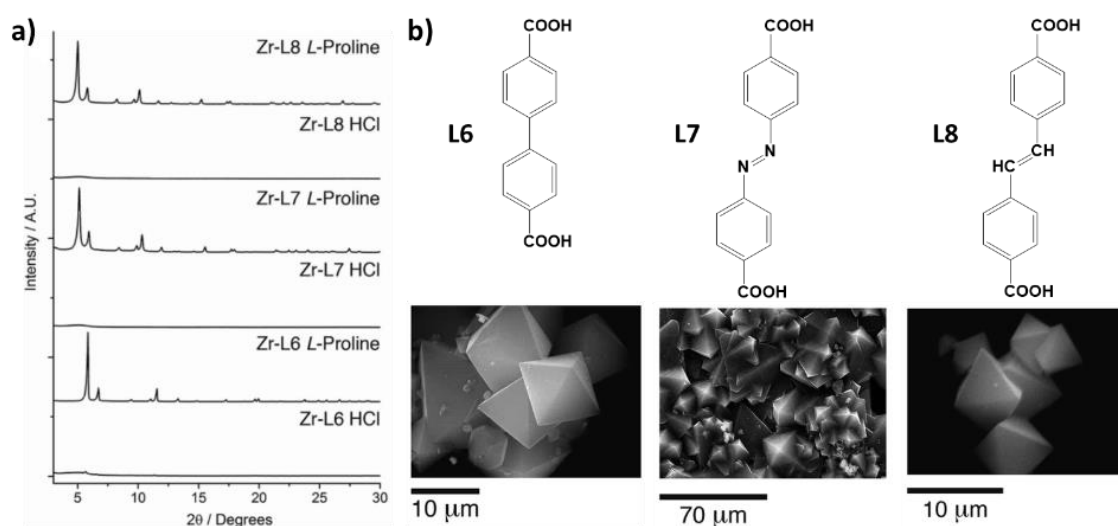 a)
Zr-L8 L-Proline
Zr-L8 HCl
Zr-L7 L-Proline
Zr-L7 HCl
Zr-L6 L-Proline
Zr-L6 HCl
Intensity / A.U.
5 10 15 20 25 30
2θ / Degrees
b)
COOH
L6
COOH
COOH
L7
N
N
COOH
COOH
L8
CH
HC
COOH
10 μm
70 μm
10 μm